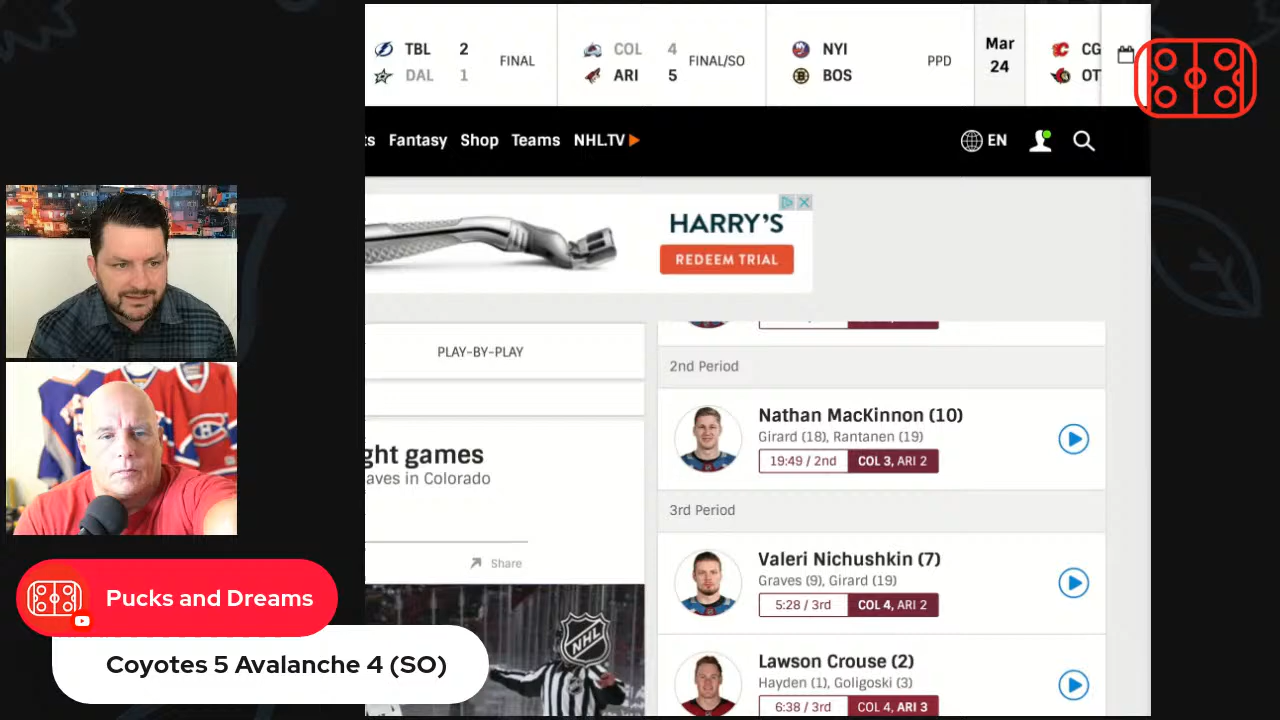 TBL 2
DAL 1
FINAL
COL 4
ARI 5
FINAL/SO
NYI
BOS
PPD
Mar
24
CG
OT
ts Fantasy Shop Teams NHL.TV
EN
HARRY'S
REDEEM TRIAL
PLAY-BY-PLAY
ght games
aves in Colorado
Share
NHL
2nd Period
Nathan MacKinnon (10)
Girard (18), Rantanen (19)
19:49 / 2nd COL 3, ARI 2
3rd Period
Valeri Nichushkin (7)
Graves (9), Girard (19)
5:28 / 3rd COL 4, ARI 2
Lawson Crouse (2)
Hayden (1), Goligoski (3)
6:38 / 3rd COL 4, ARI 3
Pucks and Dreams
Coyotes 5 Avalanche 4 (SO)